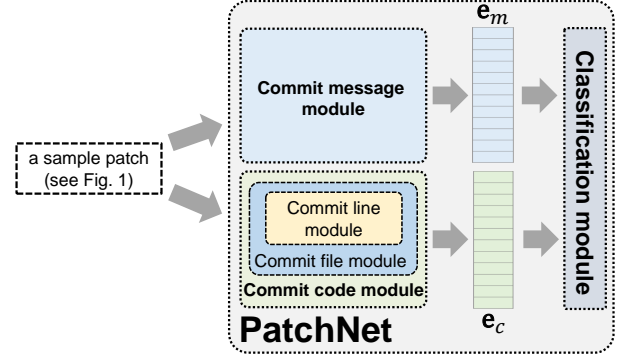 a sample patch
(see Fig. 1)
Commit message
module
Commit line
module
Commit file module
Commit code module
PatchNet
e_m
e_c
Classification module